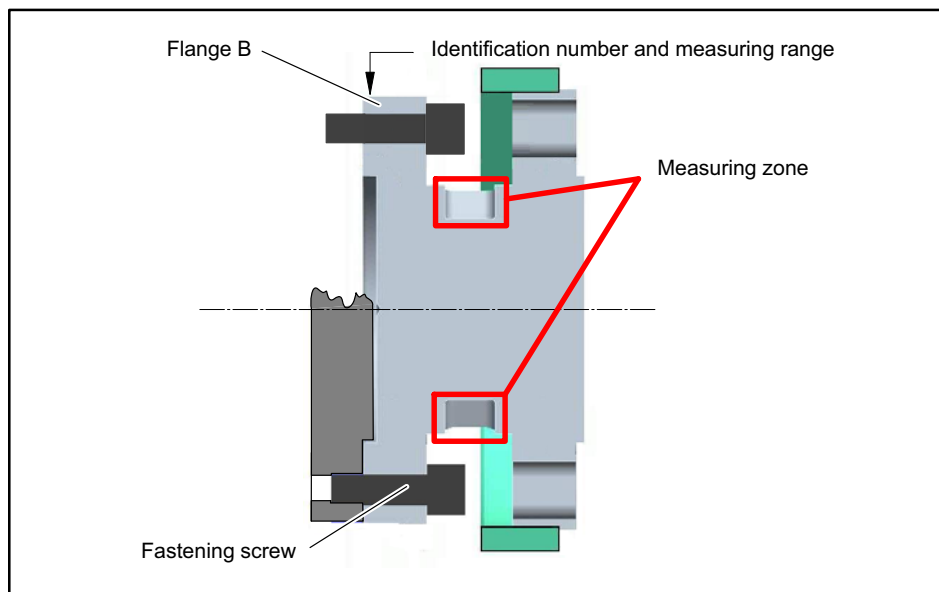 Flange B
Identification number and measuring range
Measuring zone
Fastening screw